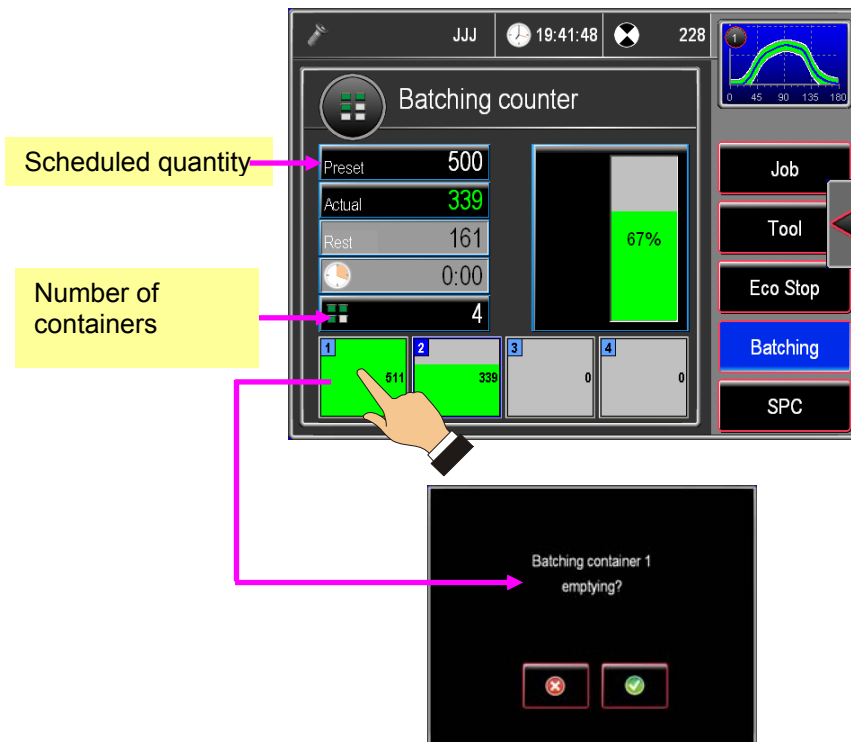 JJJ 19:41:48 228
1
0 45 90 135 180
Batching counter
Scheduled quantity
Preset 500
Actual 339
Rest 161
0:00
4
67%
Number of
containers
1 511
2 339
3 0
4 0
Job
Tool
Eco Stop
Batching
SPC
Batching container 1
emptying?